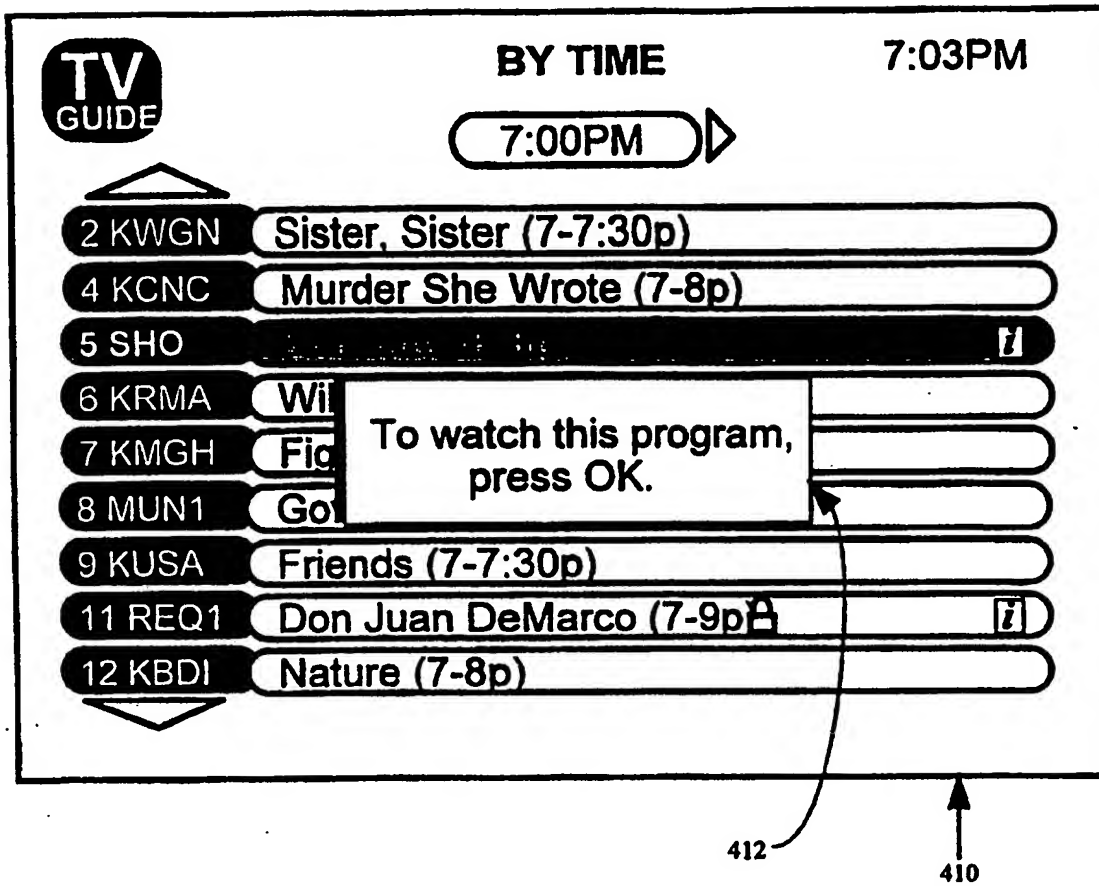 TV
GUIDE
BY TIME
7:03PM
7:00PM
2 KWGN Sister, Sister (7-7:30p)
4 KCNC Murder She Wrote (7-8p)
5 SHO i
6 KRMA Wi
7 KMGH Fig
8 MUN1 Go
To watch this program,
press OK.
9 KUSA Friends (7-7:30p)
11 REQ1 Don Juan DeMarco (7-9p) i
12 KBDI Nature (7-8p)
412
410